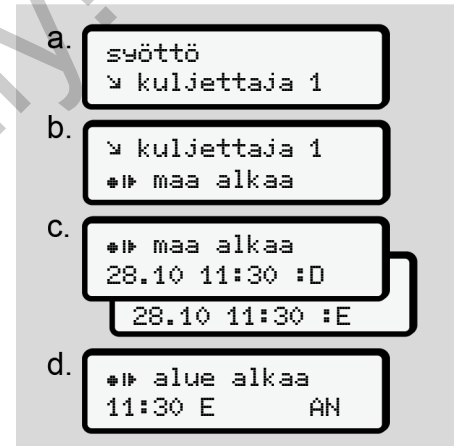 a.
syöttö
↘ kuljettaja 1
b.
↘ kuljettaja 1
maa alkaa
c.
maa alkaa
28.10 11:30 :D
28.10 11:30 :E
d.
alue alkaa
11:30 E AN